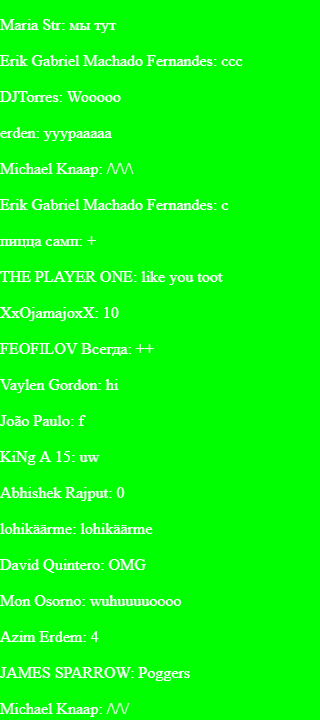 Maria Str: мы тут
Erik Gabriel Machado Fernandes: ссс
DJTorres: Wooooo
erden: yyypaaaaa
Michael Knaap: /\/\/\
Erik Gabriel Machado Fernandes: c
пицца самп: +
THE PLAYER ONE: like you toot
XxOjamajoxX: 10
FEOFILOV Всегда: ++
Vaylen Gordon: hi
João Paulo: f
KiNg A 15: uw
Abhishek Rajput: 0
lohikäärme: lohikäärme
David Quintero: OMG
Mon Osorno: wuhuuuuoooo
Azim Erdem: 4
JAMES SPARROW: Poggers
Michael Knaap: /\/\/